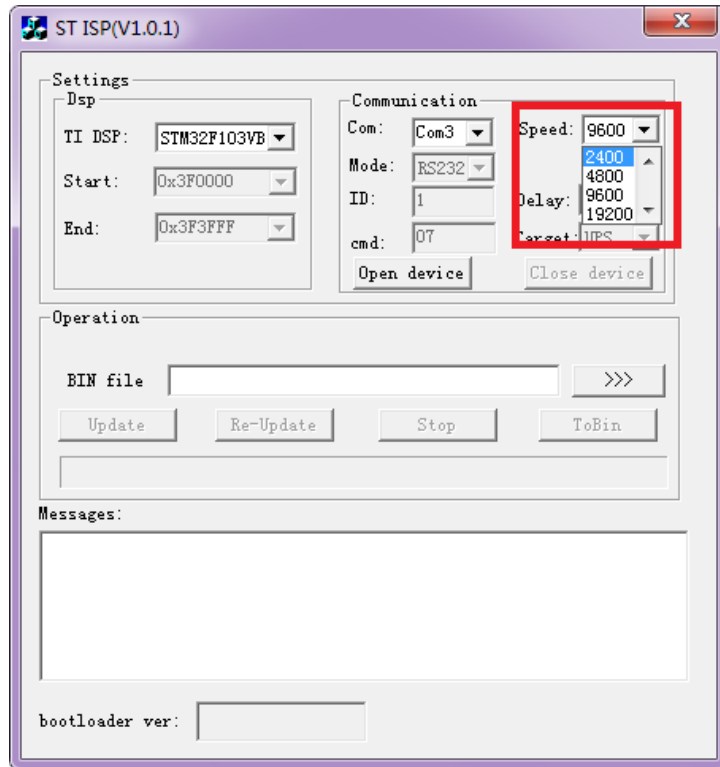 ST ISP(V1.0.1)
Settings
Dsp
TI DSP: STM32F103VB
Start: 0x3F0000
End: 0x3F3FFF
Communication
Com: Com3
Speed: 9600
2400
4800
9600
19200
Mode: RS232
ID: 1
Delay:
cmd: 07
Target: UPS
Open device
Close device
Operation
BIN file
>>>
Update
Re-Update
Stop
ToBin
Messages:
bootloader ver: